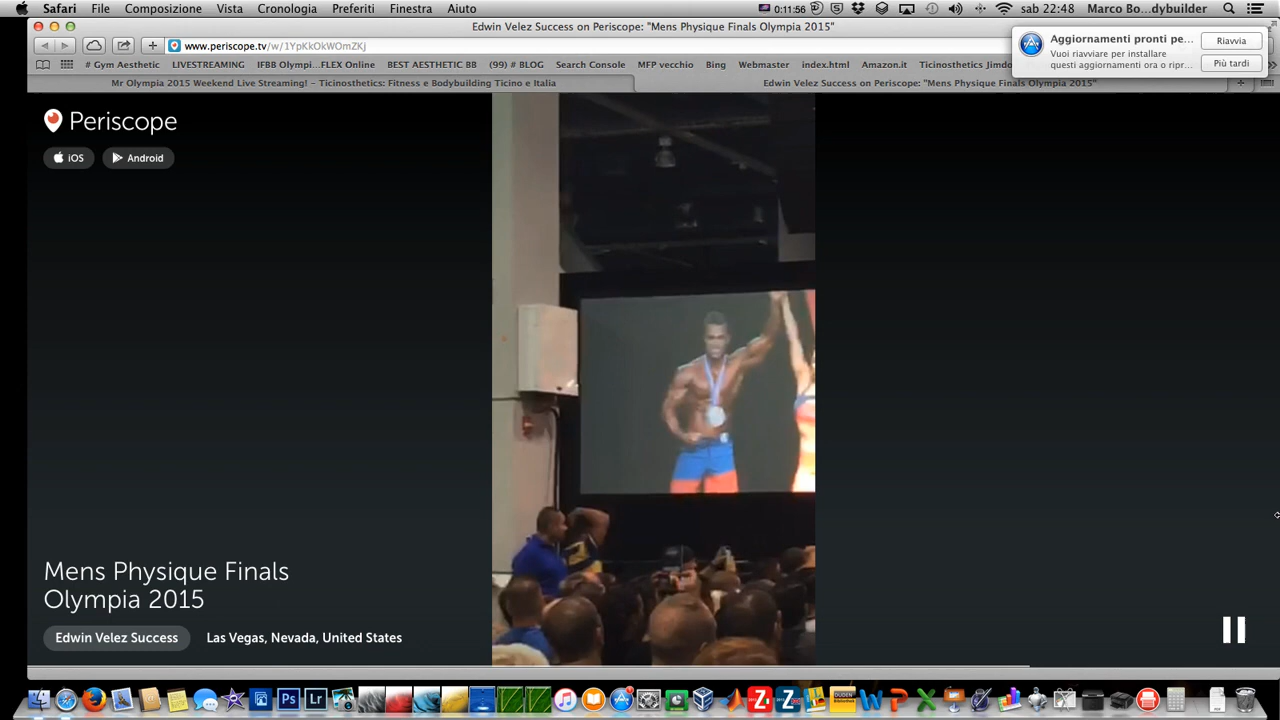 Safari File Composizione Vista Cronologia Preferiti Finestra Aiuto 0:11:56 sab 22:48 Marco Bo…dybuilder
Edwin Velez Success on Periscope: "Mens Physique Finals Olympia 2015"
www.periscope.tv/w/1YpKkOkWOmZKJ
# Gym Aesthetic LIVESTREAMING IFBB Olympi…FLEX Online BEST AESTHETIC BB (99) # BLOG Search Console MFP vecchio Bing Webmaster index.html Amazon.it Ticinosthetics Jimdo
Mr Olympia 2015 Weekend Live Streaming! – Ticinosthetics: Fitness e Bodybuilding Ticino e Italia
Edwin Velez Success on Periscope: "Mens Physique Finals Olympia 2015"
Aggiornamenti pronti pe…
Vuoi riavviare per installare
questi aggiornamenti ora o ripr…
Riavvia
Più tardi
Periscope
iOS Android
Mens Physique Finals
Olympia 2015
Edwin Velez Success Las Vegas, Nevada, United States